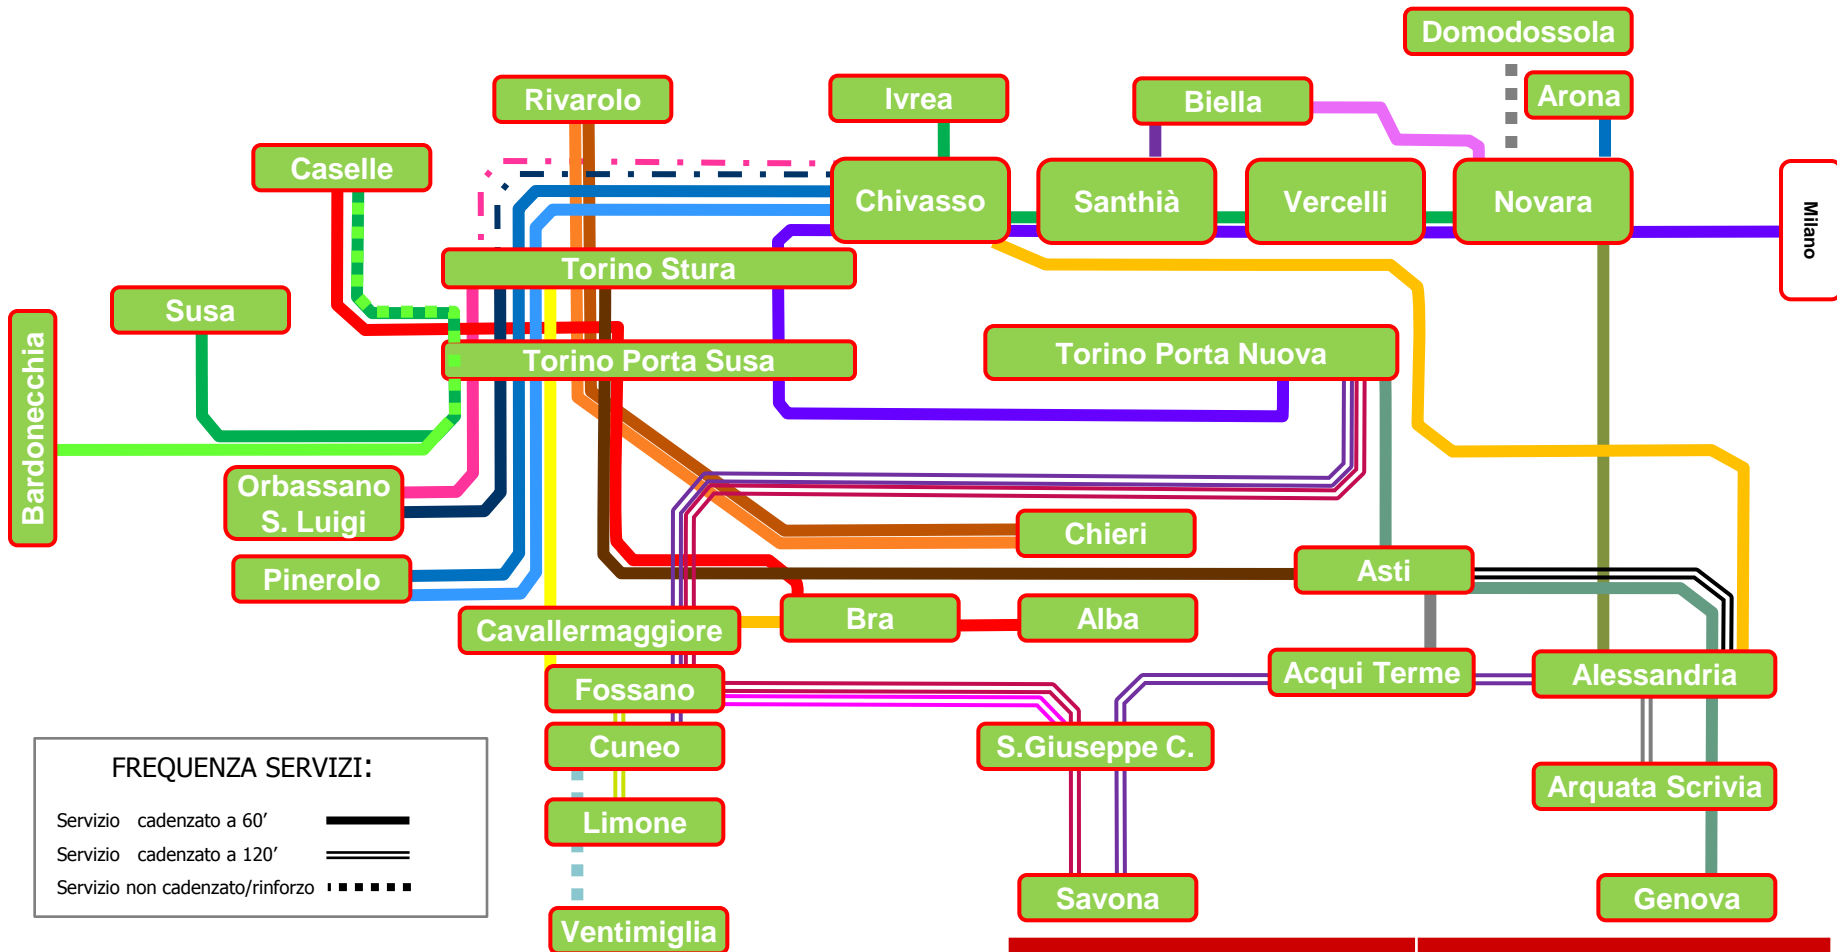 Domodossola
Rivarolo
Ivrea
Biella
Arona
Caselle
Chivasso
Santhià
Vercelli
Novara
Milano
Torino Stura
Susa
Bardonecchia
Torino Porta Susa
Torino Porta Nuova
Orbassano
S. Luigi
Chieri
Pinerolo
Asti
Cavallermaggiore
Bra
Alba
Fossano
Acqui Terme
Alessandria
Cuneo
S.Giuseppe C.
Arquata Scrivia
Limone
Savona
Genova
Ventimiglia
FREQUENZA SERVIZI:
Servizio cadenzato a 60’
Servizio cadenzato a 120’
Servizio non cadenzato/rinforzo